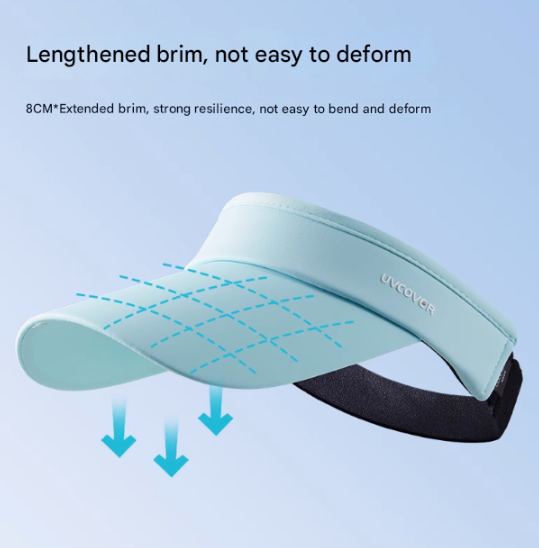 Lengthened brim, not easy to deform
8CM*Extended brim, strong resilience, not easy to bend and deform
UVCOVOR